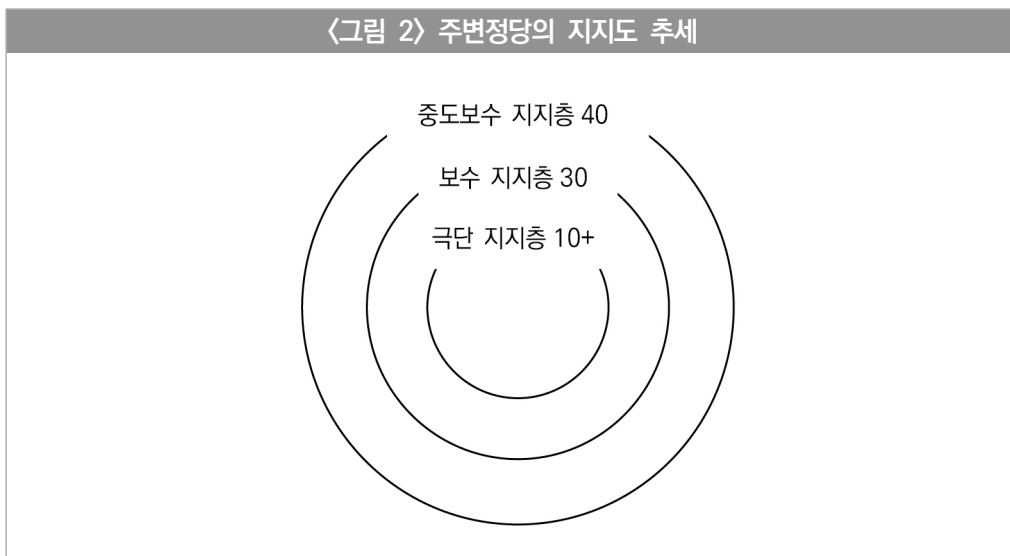 〈그림 2〉 주변정당의 지지도 추세
중도보수 지지층 40
보수 지지층 30
극단 지지층 10+